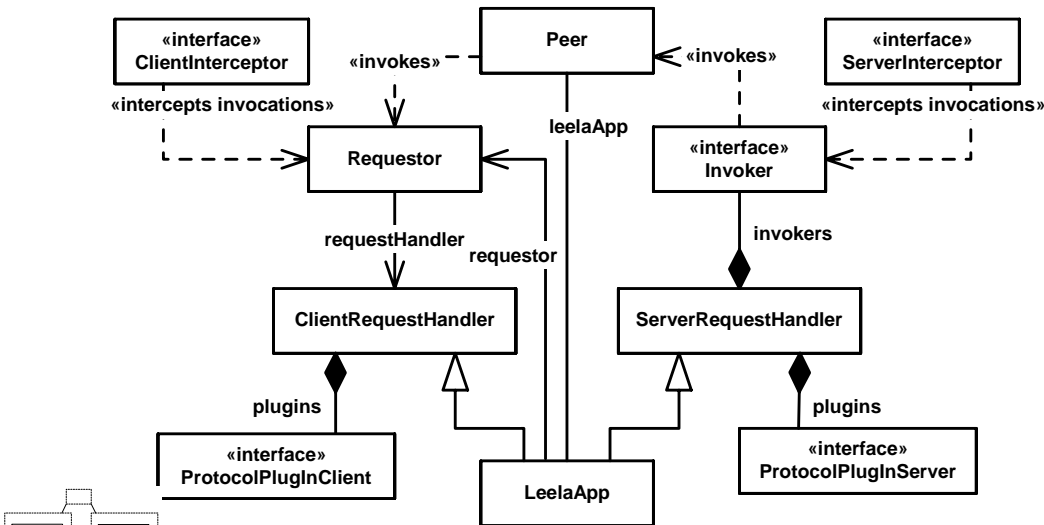 «interface»
ClientInterceptor
Peer
«interface»
ServerInterceptor
«invokes»
«invokes»
«intercepts invocations»
«intercepts invocations»
leelaApp
Requestor
«interface»
Invoker
requestHandler
requestor
invokers
ClientRequestHandler
ServerRequestHandler
plugins
plugins
«interface»
ProtocolPlugInClient
LeelaApp
«interface»
ProtocolPlugInServer